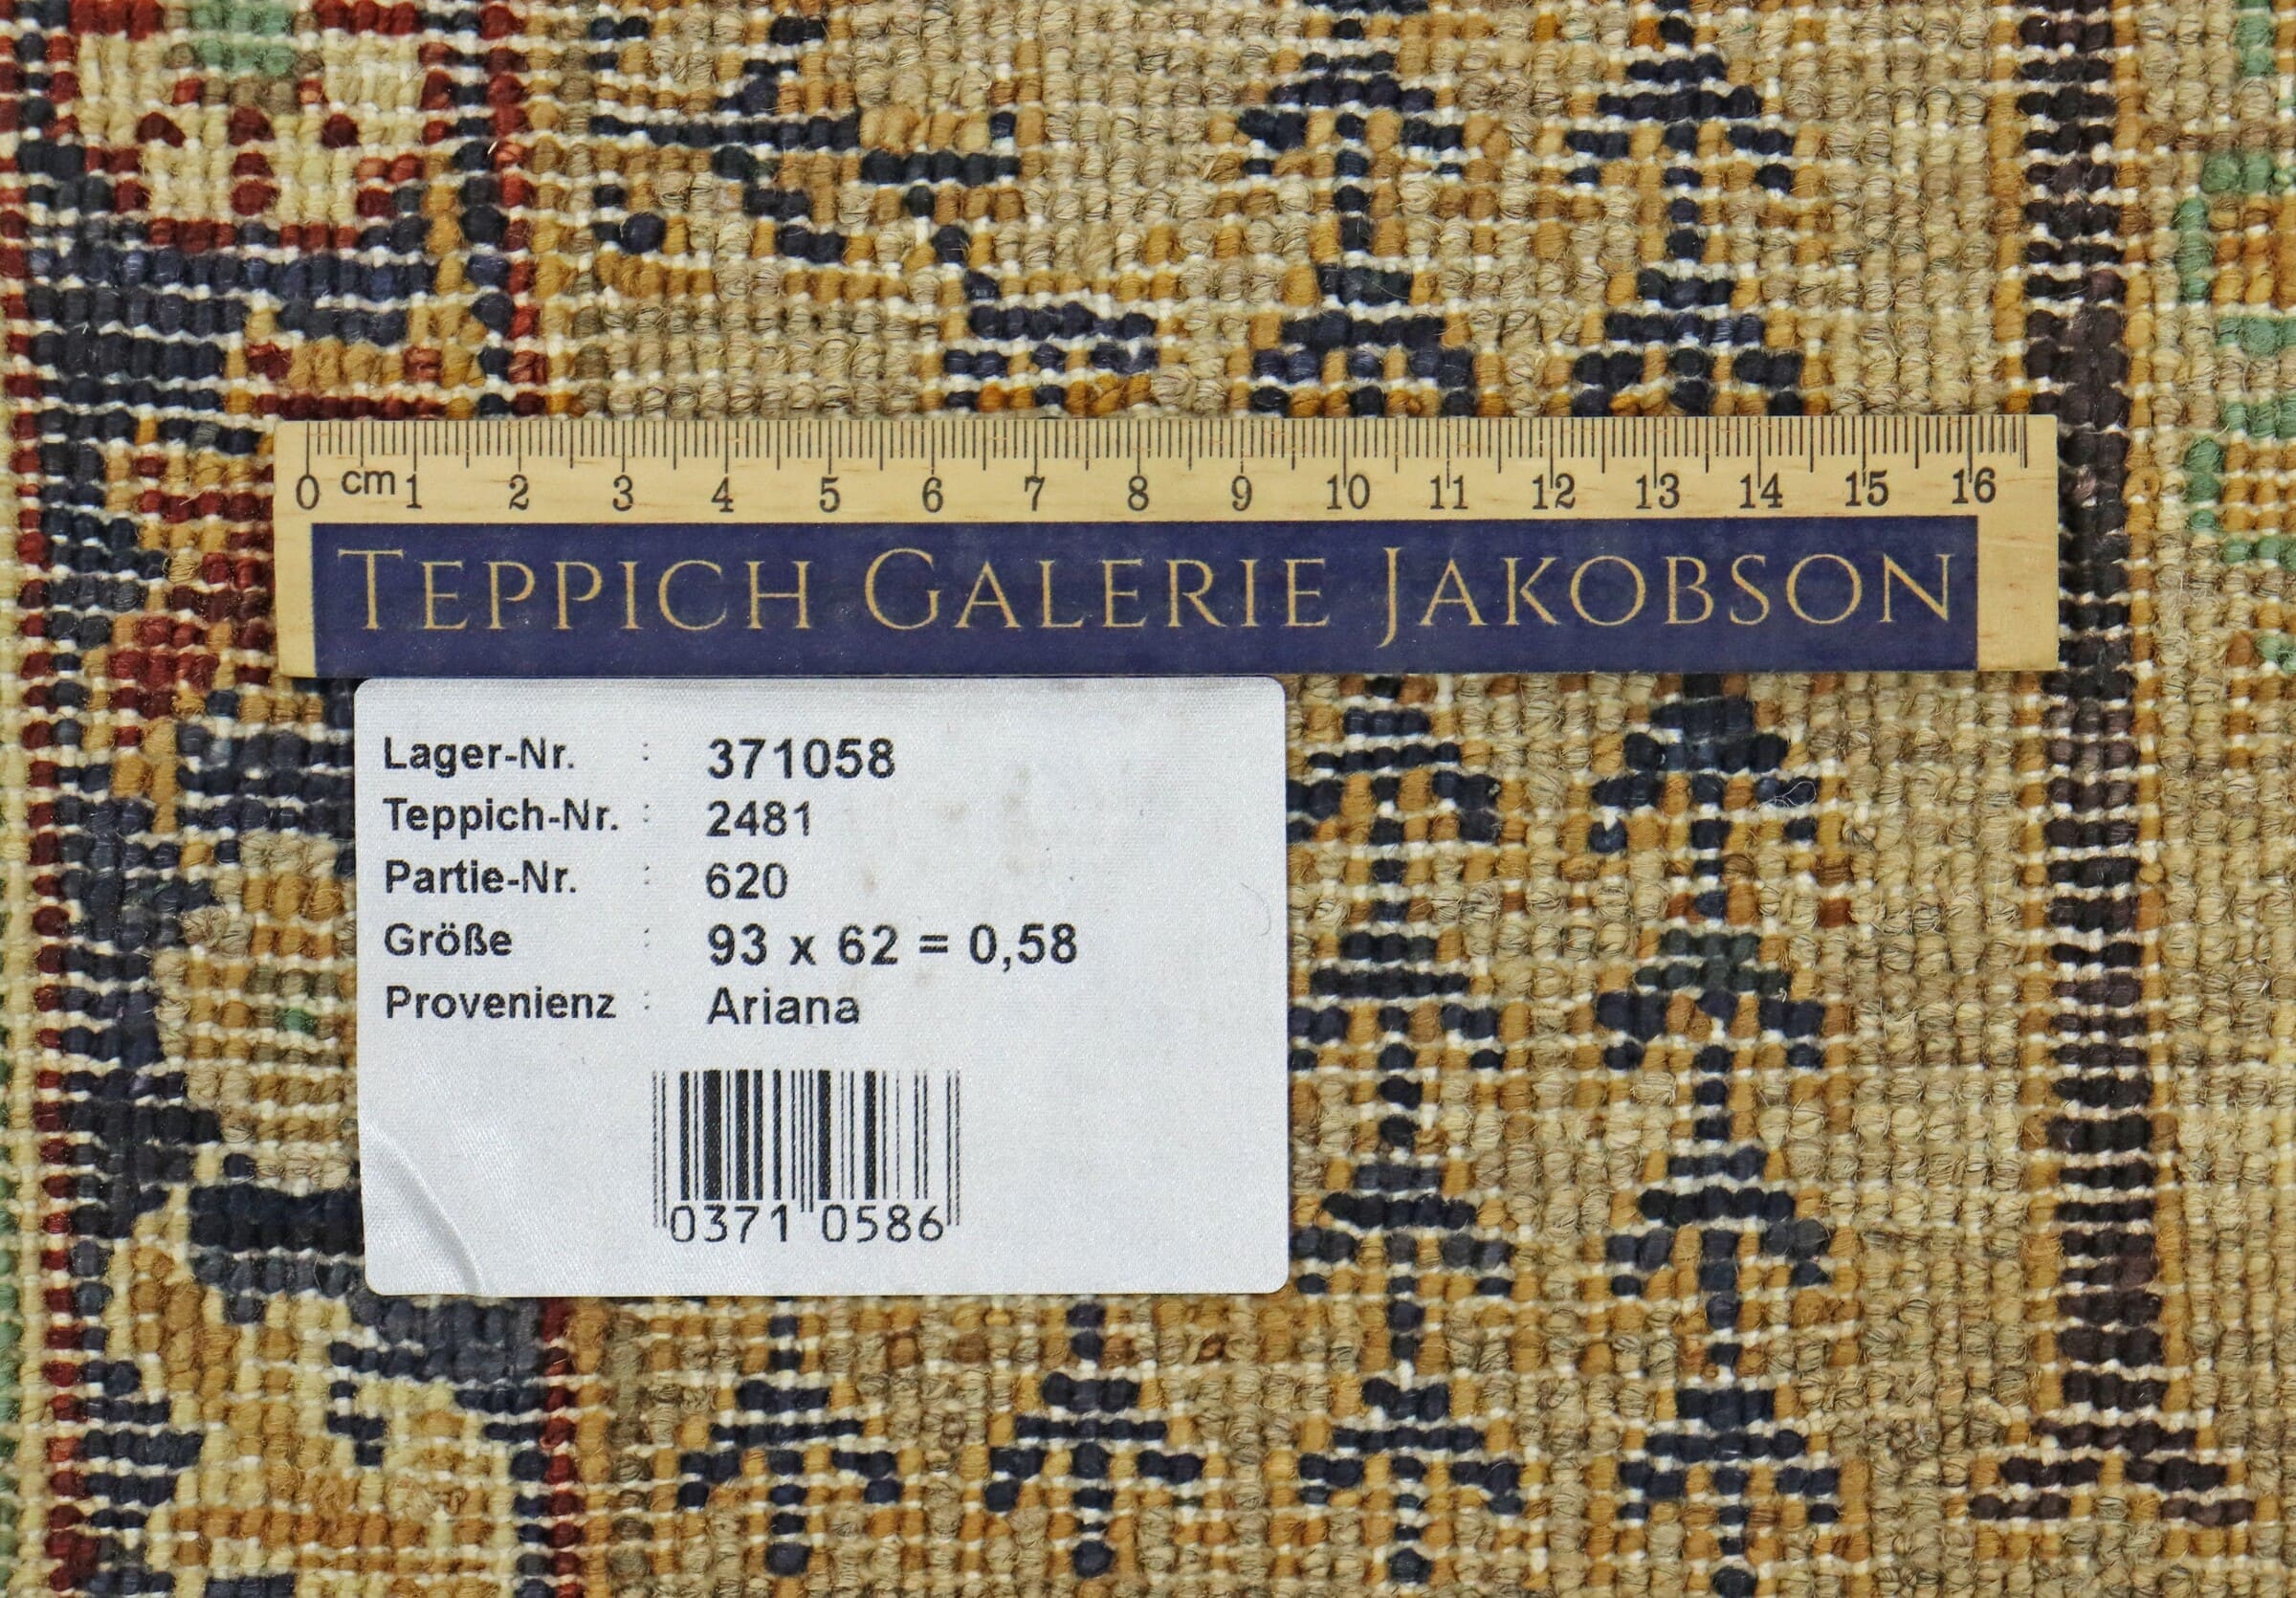 0 cm 1 2 3 4 5 6 7 8 9 10 11 12 13 14 15 16
TEPPICH GALERIE JAKOBSON
Lager-Nr. : 371058
Teppich-Nr. : 2481
Partie-Nr. : 620
Größe : 93 x 62 = 0,58
Provenienz : Ariana
0371 0586